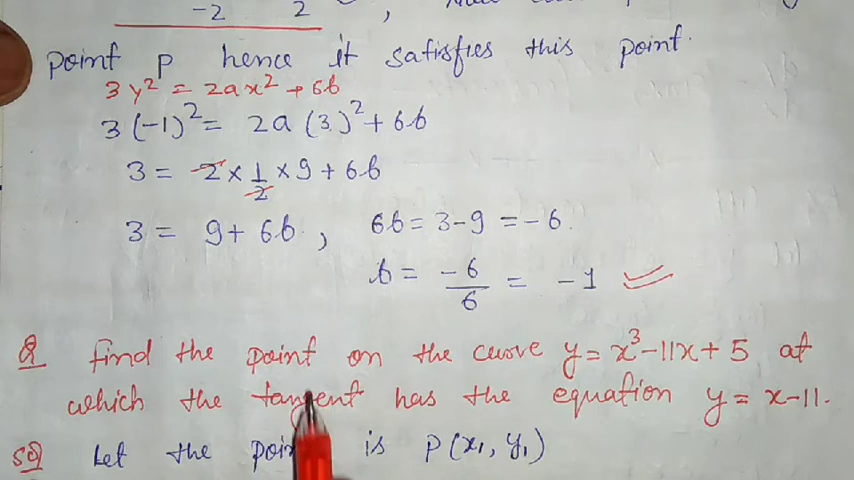 -2 2 ,
point P hence it satisfies this point.
3y² = 2ax² + 6b
3(-1)² = 2a(3)² + 6b
3 = 2 × 1/2 × 9 + 6b
3 = 9 + 6b , 6b = 3 - 9 = -6.
b = -6/6 = -1
Q find the point on the curve y = x³ - 11x + 5 at
which the tangent has the equation y = x - 11.
Sol Let the point is P(x₁, y₁)